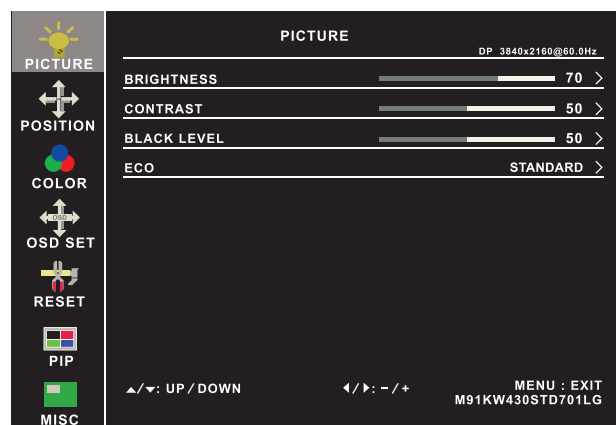 PICTURE
DP 3840x2160@60.0Hz
PICTURE
BRIGHTNESS 70 >
CONTRAST 50 >
POSITION
BLACK LEVEL 50 >
ECO STANDARD >
COLOR
OSD
OSD SET
RESET
PIP
▲/▼: UP / DOWN ◀/▶: - / + MENU : EXIT
M91KW430STD701LG
MISC